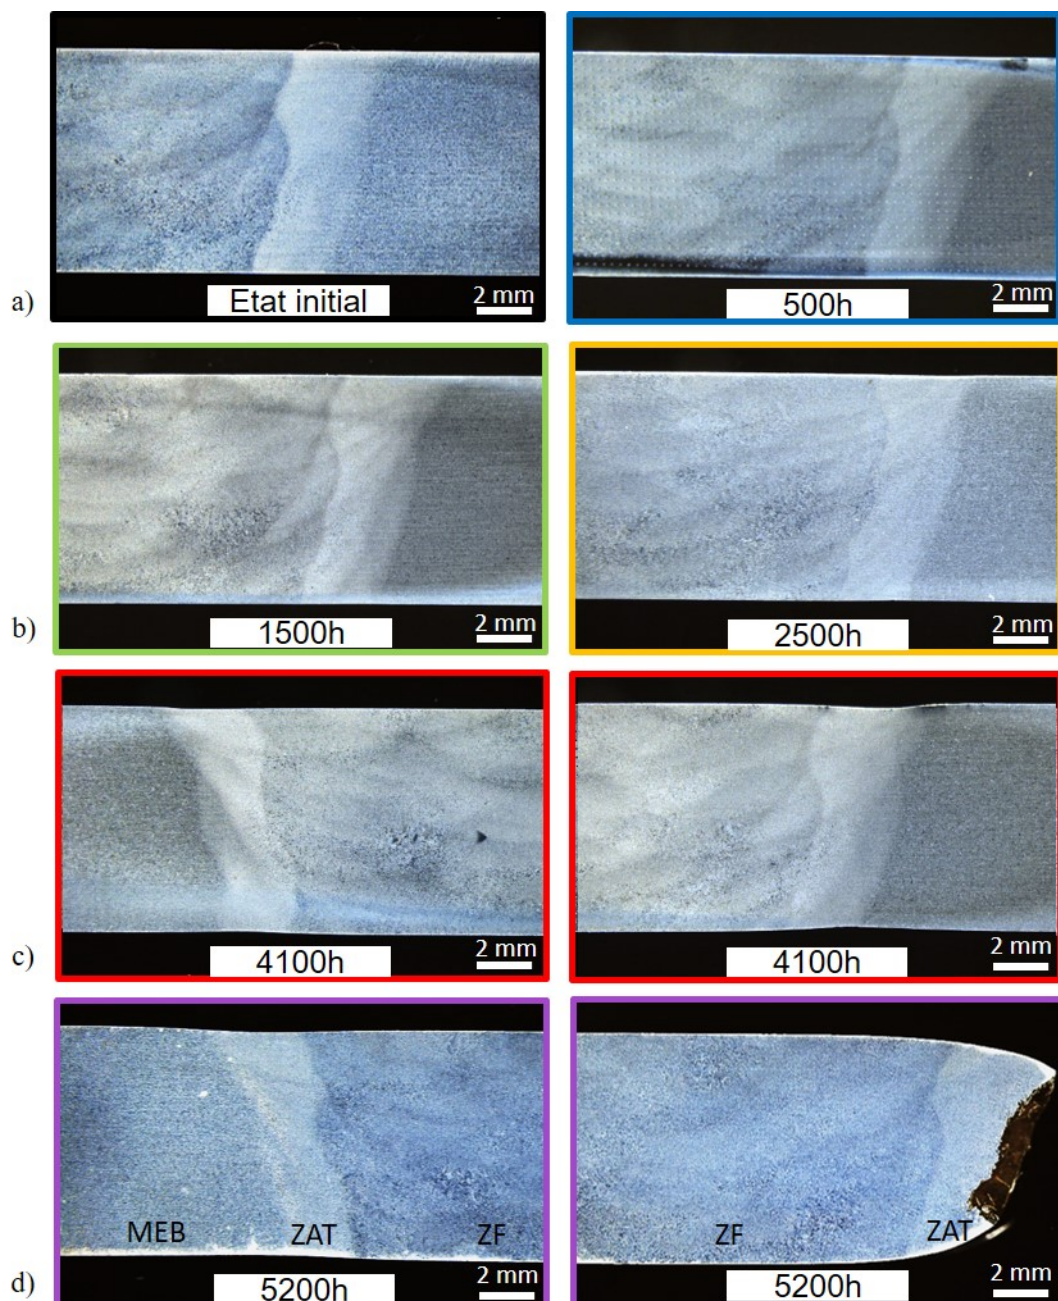 2 mm
2 mm
a)
Etat initial
500h
2 mm
2 mm
b)
1500h
2500h
2 mm
2 mm
c)
4100h
4100h
MEB
ZAT
ZF
ZF
ZAT
2 mm
2 mm
d)
5200h
5200h